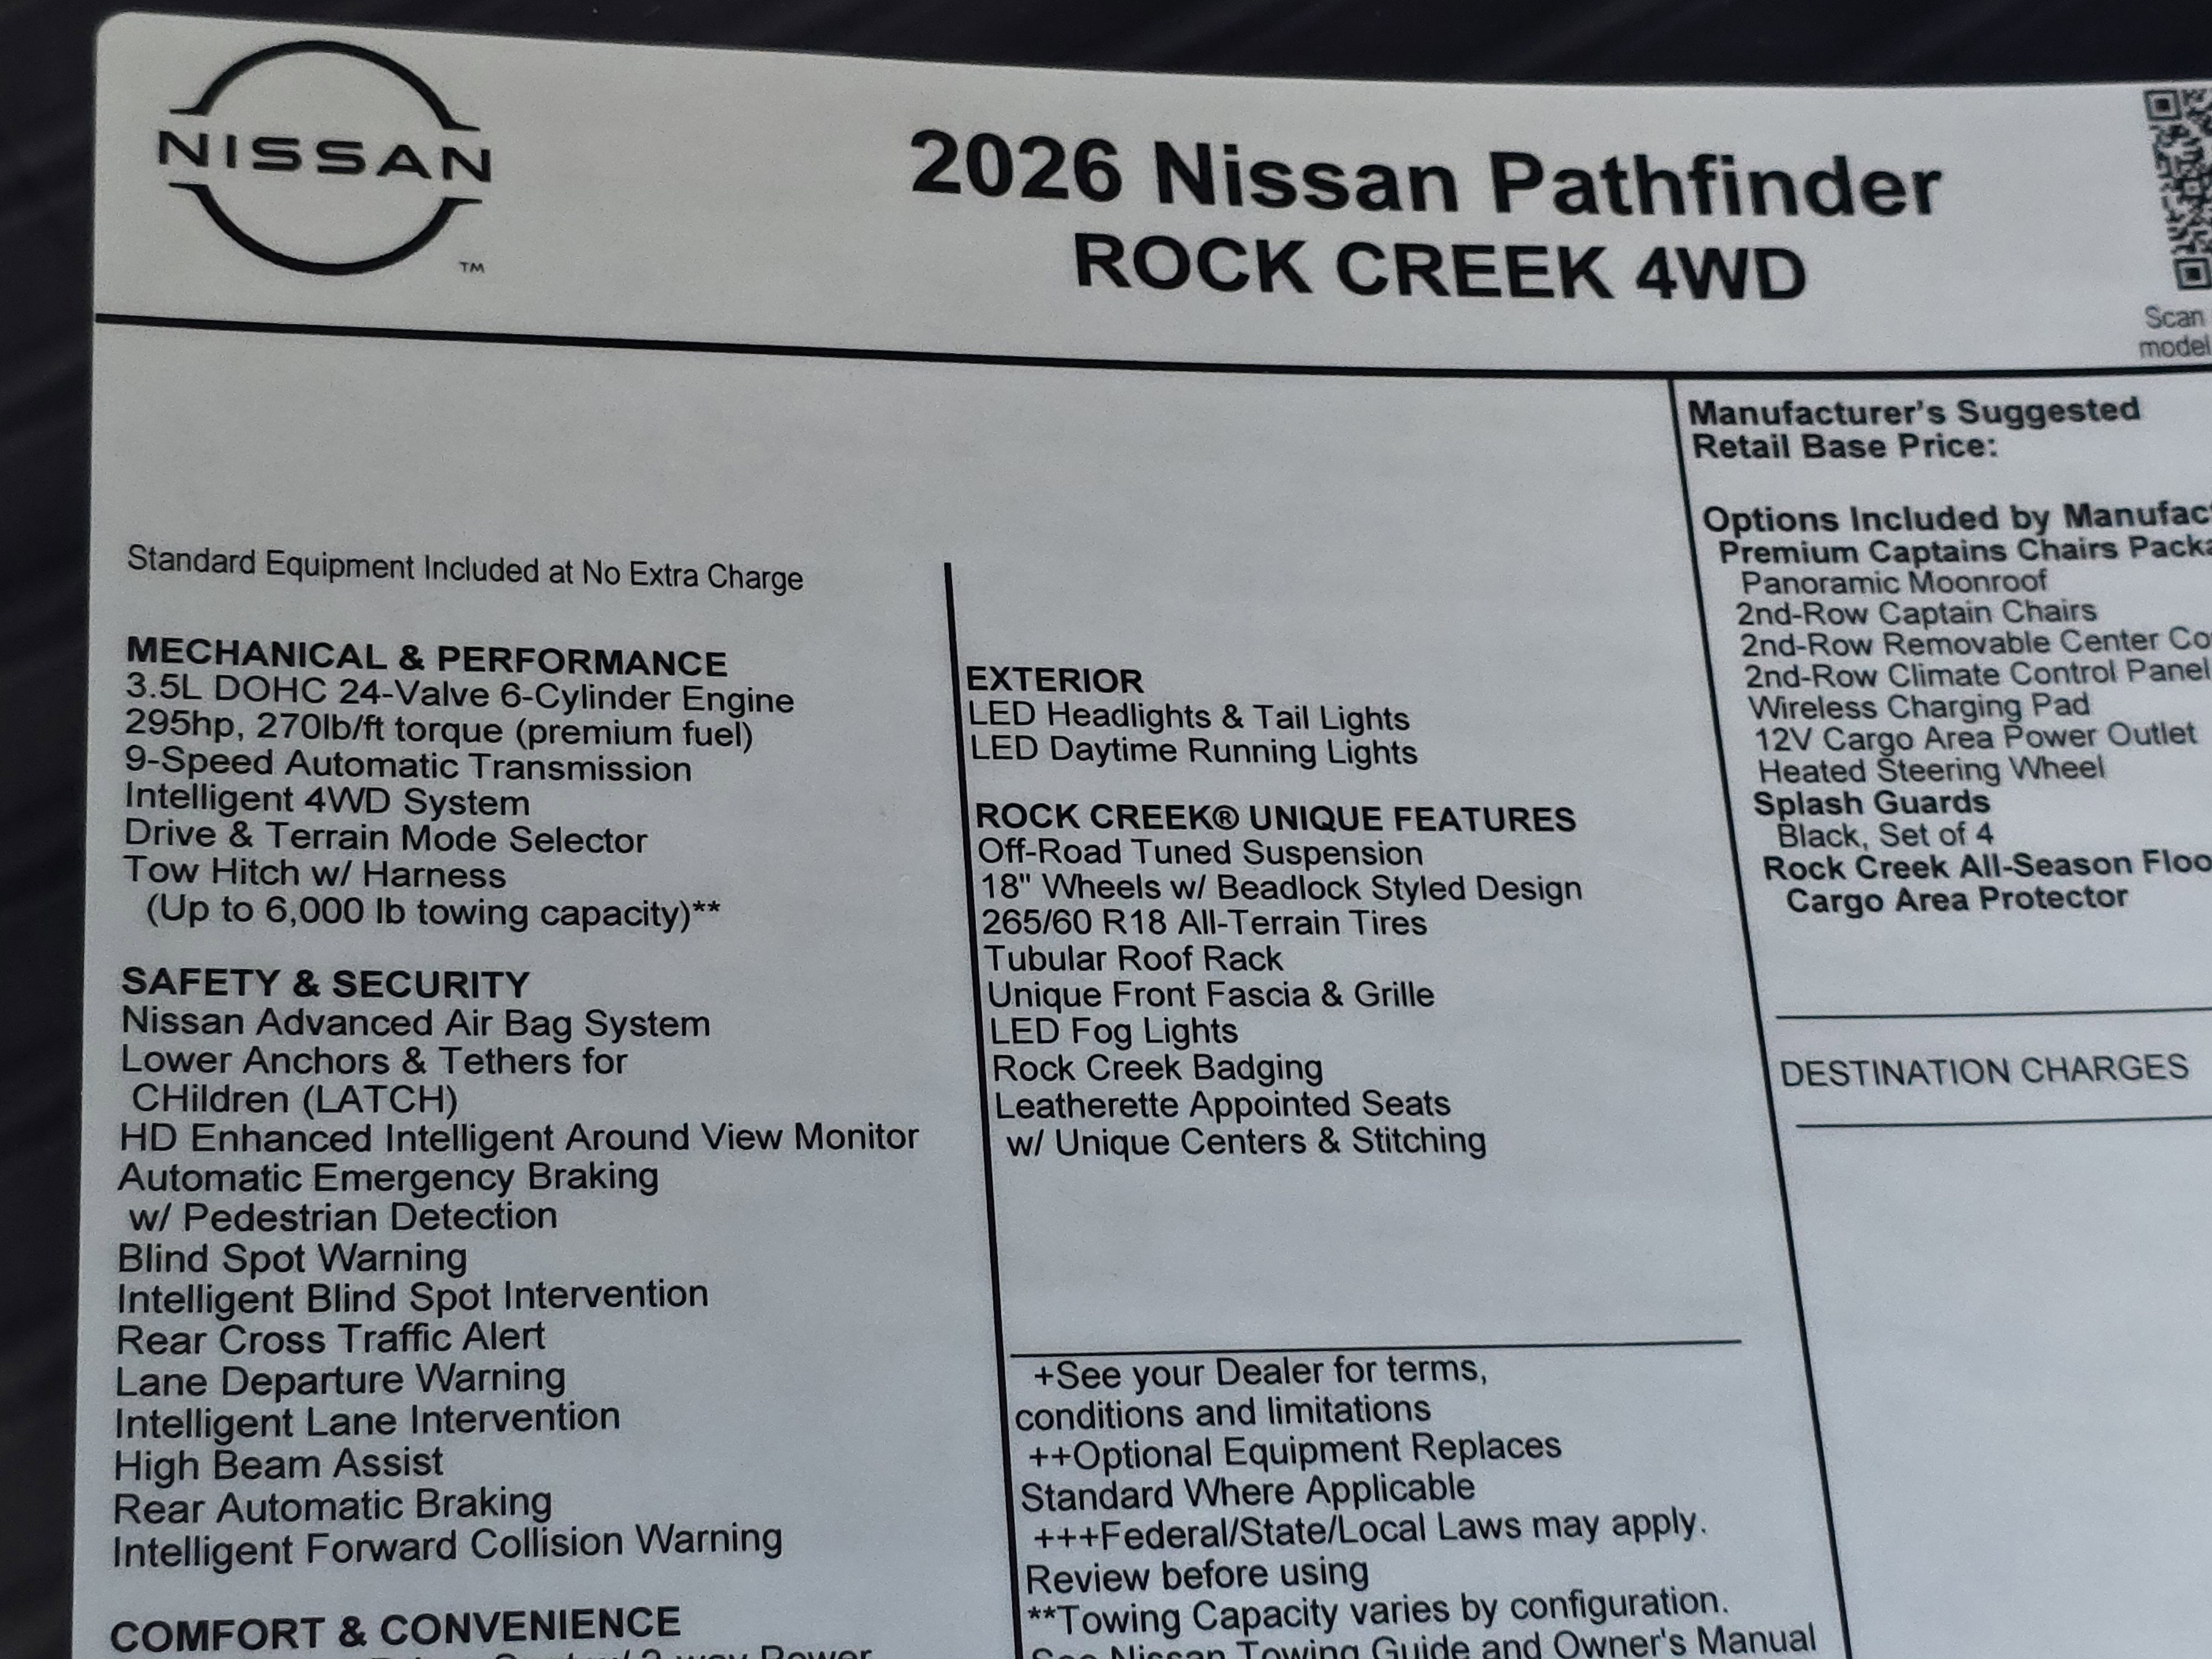 NISSAN
TM
2026 Nissan Pathfinder
ROCK CREEK 4WD
Scan
model
Standard Equipment Included at No Extra Charge
MECHANICAL & PERFORMANCE
3.5L DOHC 24-Valve 6-Cylinder Engine
295hp, 270lb/ft torque (premium fuel)
9-Speed Automatic Transmission
Intelligent 4WD System
Drive & Terrain Mode Selector
Tow Hitch w/ Harness
(Up to 6,000 lb towing capacity)**
SAFETY & SECURITY
Nissan Advanced Air Bag System
Lower Anchors & Tethers for
CHildren (LATCH)
HD Enhanced Intelligent Around View Monitor
Automatic Emergency Braking
w/ Pedestrian Detection
Blind Spot Warning
Intelligent Blind Spot Intervention
Rear Cross Traffic Alert
Lane Departure Warning
Intelligent Lane Intervention
High Beam Assist
Rear Automatic Braking
Intelligent Forward Collision Warning
COMFORT & CONVENIENCE
Power
EXTERIOR
LED Headlights & Tail Lights
LED Daytime Running Lights
ROCK CREEK® UNIQUE FEATURES
Off-Road Tuned Suspension
18" Wheels w/ Beadlock Styled Design
265/60 R18 All-Terrain Tires
Tubular Roof Rack
Unique Front Fascia & Grille
LED Fog Lights
Rock Creek Badging
Leatherette Appointed Seats
w/ Unique Centers & Stitching
+See your Dealer for terms,
conditions and limitations
++Optional Equipment Replaces
Standard Where Applicable
+++Federal/State/Local Laws may apply.
Review before using
**Towing Capacity varies by configuration.
See Nissan Towing Guide and Owner's Manual
Manufacturer's Suggested
Retail Base Price:
Options Included by Manufac
Premium Captains Chairs Packa
Panoramic Moonroof
2nd-Row Captain Chairs
2nd-Row Removable Center Co
2nd-Row Climate Control Panel
Wireless Charging Pad
12V Cargo Area Power Outlet
Heated Steering Wheel
Splash Guards
Black, Set of 4
Rock Creek All-Season Floo
Cargo Area Protector
DESTINATION CHARGES